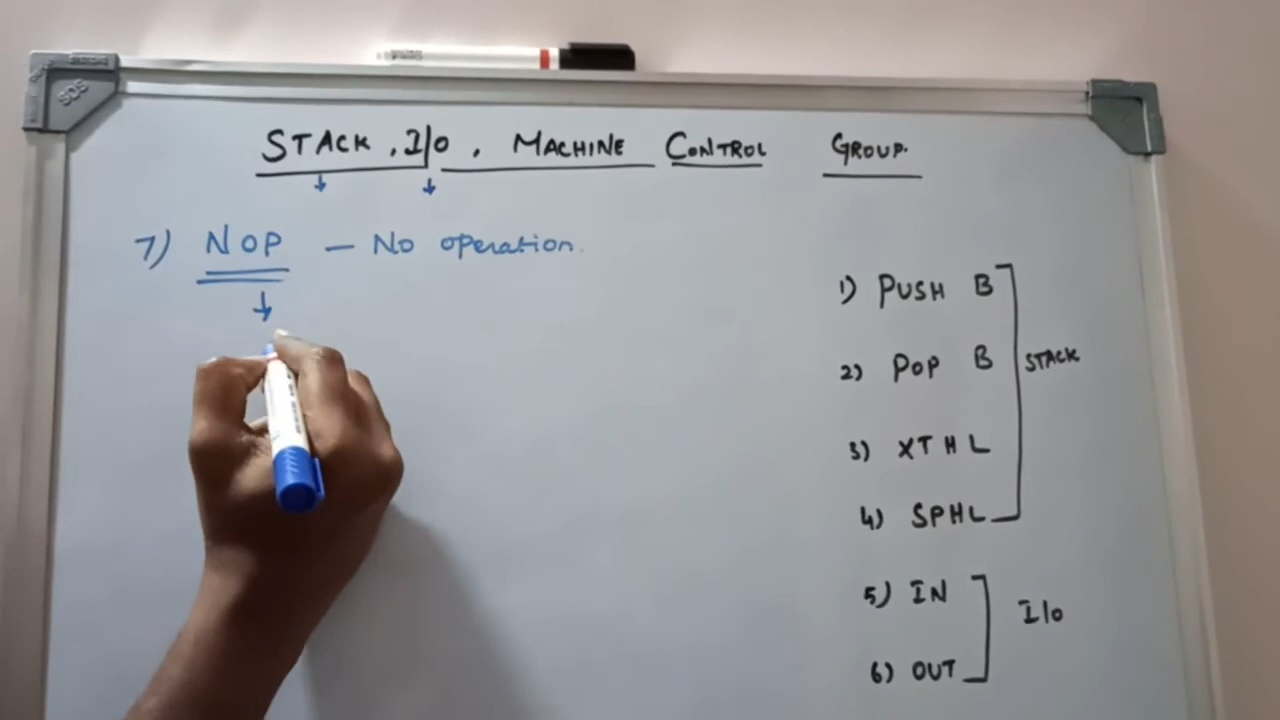 SOS
STACK, I/O, MACHINE CONTROL GROUP.
7) NOP — No operation.
1) PUSH B
2) POP B
STACK
3) XTHL
4) SPHL
5) IN
I/O
6) OUT